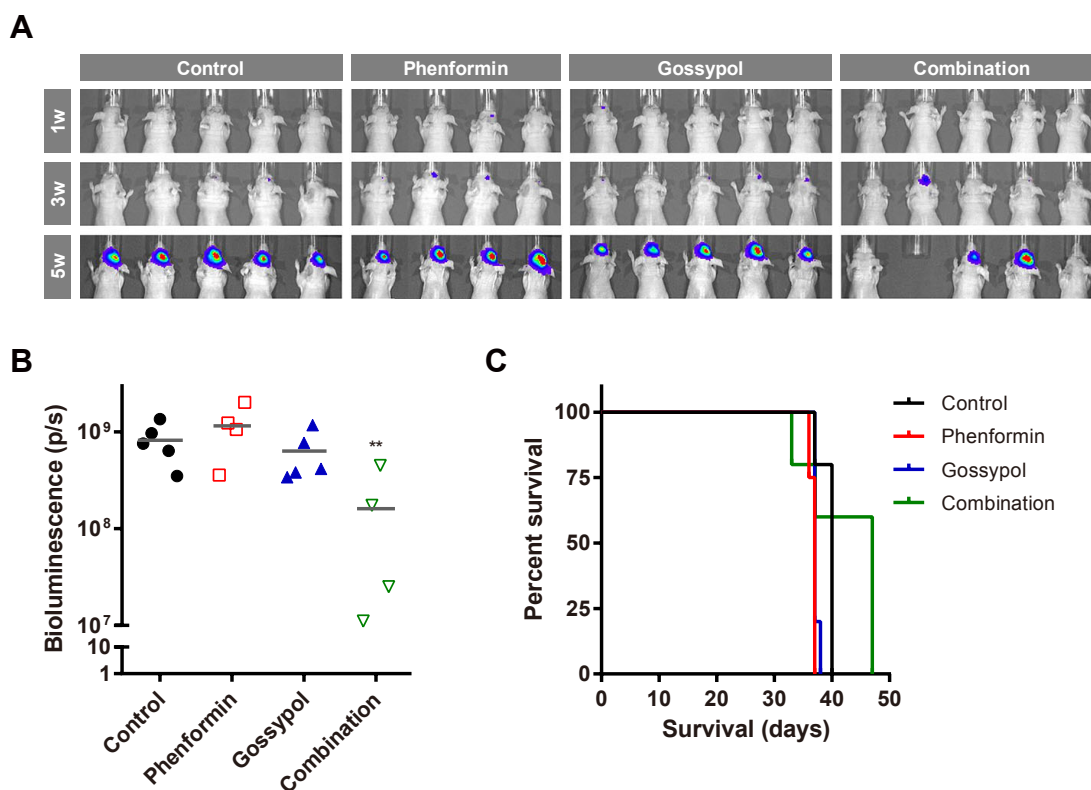 A
Control
Phenformin
Gossypol
Combination
1w
3w
5w
B
Bioluminescence (p/s)
10⁹
10⁸
10⁷
10
1
**
Control
Phenformin
Gossypol
Combination
C
Percent survival
100
75
50
25
0
0 10 20 30 40 50
Survival (days)
Control
Phenformin
Gossypol
Combination